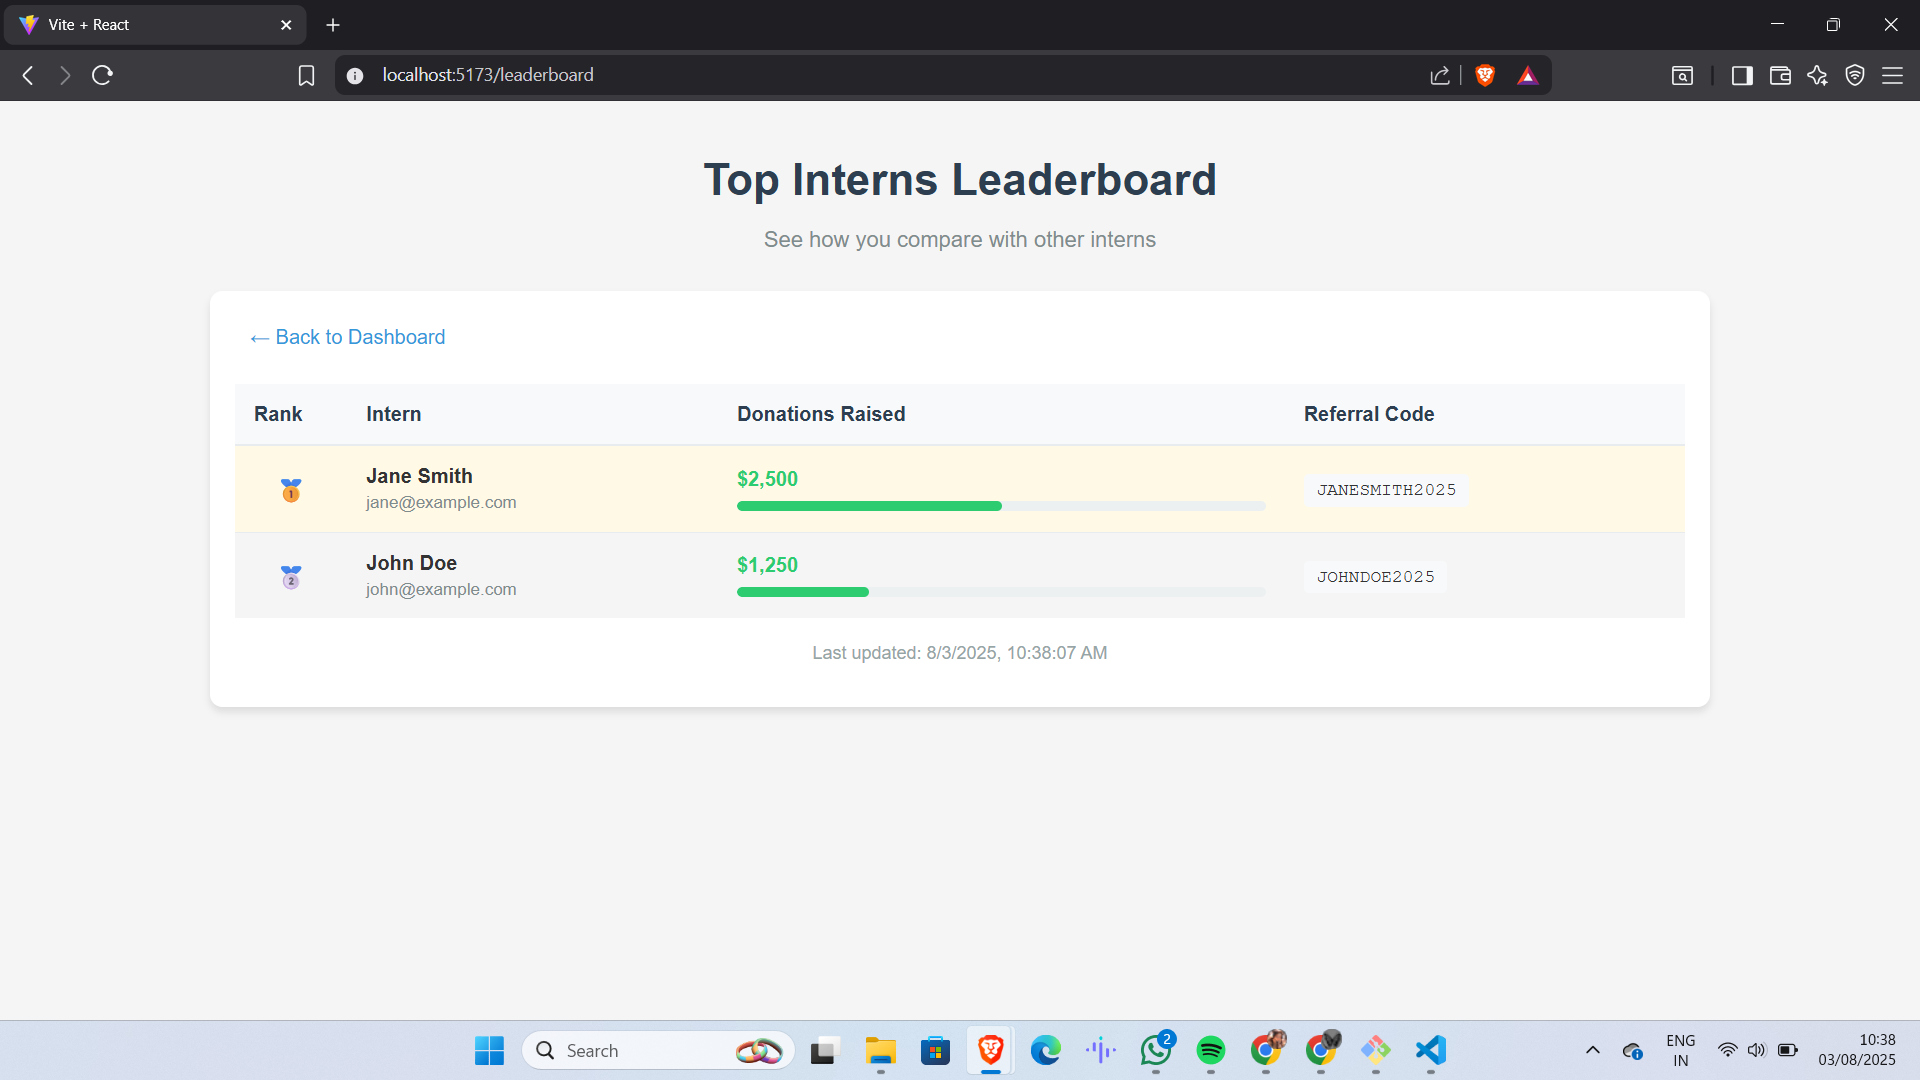 Vite + React
localhost:5173/leaderboard
Top Interns Leaderboard
See how you compare with other interns
← Back to Dashboard
Rank Intern Donations Raised Referral Code
1 Jane Smith $2,500 JANESMITH2025
jane@example.com
2 John Doe $1,250 JOHNDOE2025
john@example.com
Last updated: 8/3/2025, 10:38:07 AM
Search 2 ENG 10:38
IN 03/08/2025